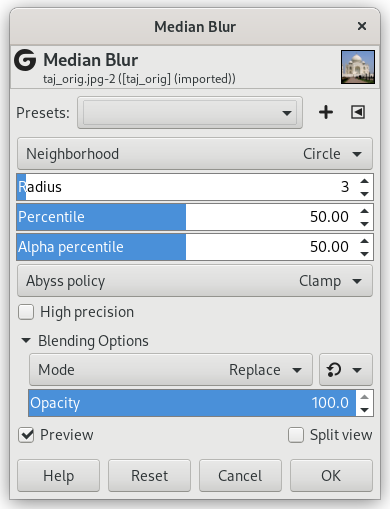 Median Blur
Median Blur
taj_orig.jpg-2 ([taj_orig] (imported))
Presets:
Neighborhood Circle
Radius 3
Percentile 50.00
Alpha percentile 50.00
Abyss policy Clamp
High precision
Blending Options
Mode Replace
Opacity 100.0
Preview Split view
Help Reset Cancel OK